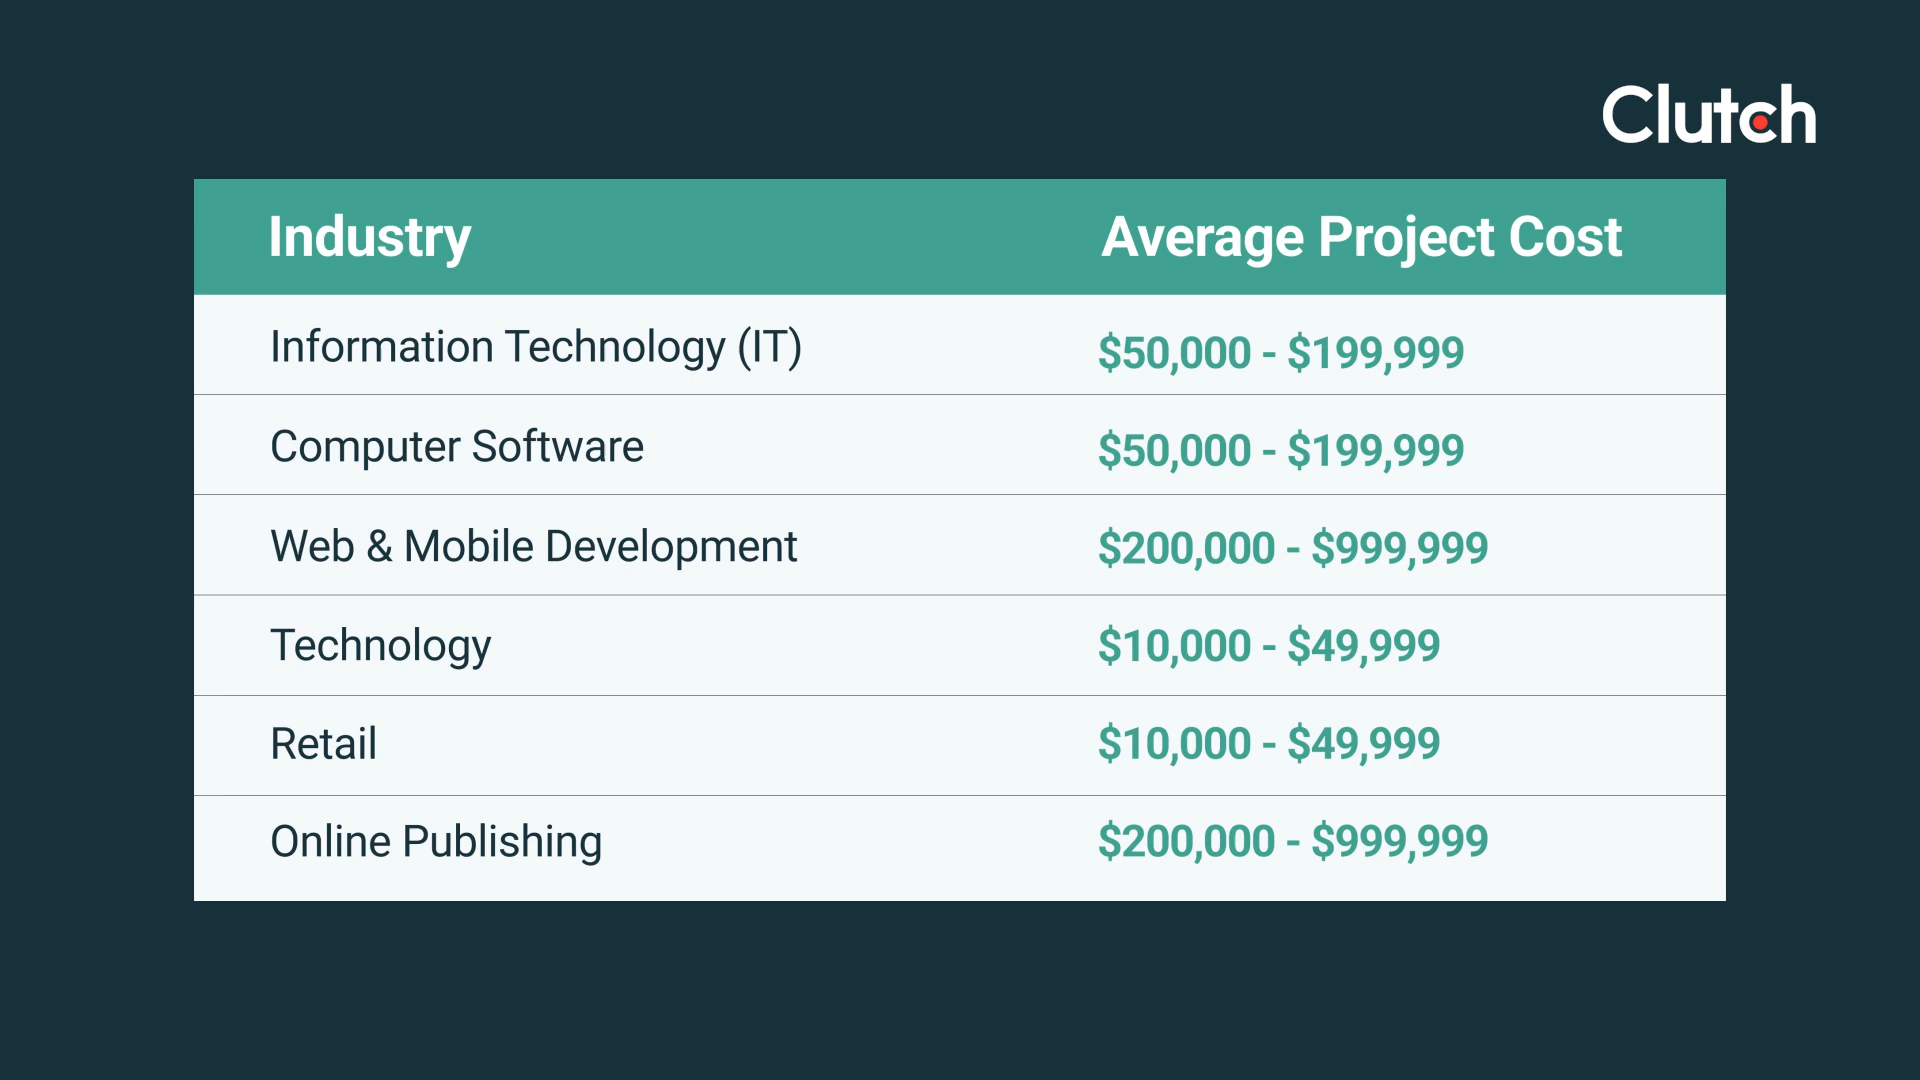 Clutch
Industry Average Project Cost
Information Technology (IT) $50,000 - $199,999
Computer Software $50,000 - $199,999
Web & Mobile Development $200,000 - $999,999
Technology $10,000 - $49,999
Retail $10,000 - $49,999
Online Publishing $200,000 - $999,999